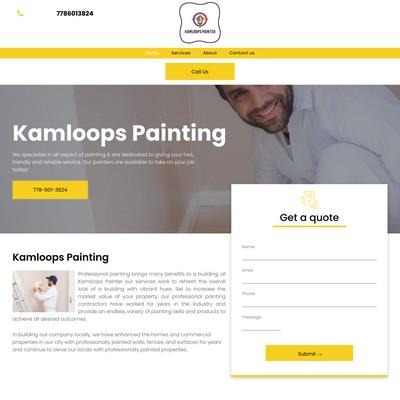 7786013824
KAMLOOPS PAINTER
Home Services About Contact us
Call Us
Kamloops Painting
We specialize in all aspect of painting & are dedicated to giving your fast,
friendly and reliable service. Our painters are available to take on your job
today!
778-601-3824
Get a quote
Name
Email
Phone
message
Submit →
Kamloops Painting
Professional painting brings many benefits to a building, at
Kamloops Painter our services work to refresh the overall
look of a building with vibrant hues. Set to increase the
market value of your property, our professional painting
contractors have worked for years in the industry and
provide an endless variety of painting skills and products to
achieve all desired outcomes.
In building our company locally, we have enhanced the homes and commercial
properties in our city with professionally painted walls, fences, and surfaces for years
and continue to serve our locals with professionally painted properties.